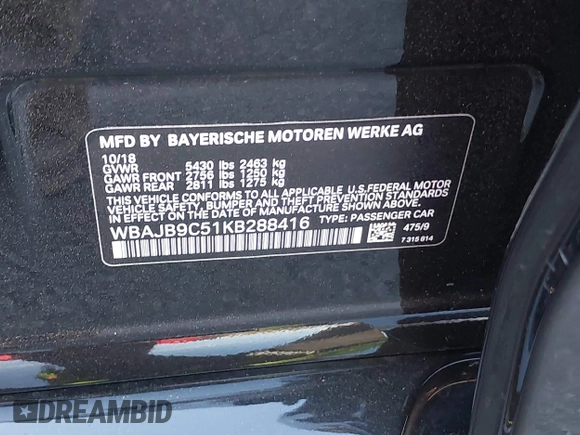 MFD BY BAYERISCHE MOTOREN WERKE AG
10/18
GVWR 5430 lbs 2463 kg
GAWR FRONT 2756 lbs 1250 kg
GAWR REAR 2811 lbs 1275 kg
THIS VEHICLE CONFORMS TO ALL APPLICABLE U.S.FEDERAL MOTOR
VEHICLE SAFETY, BUMPER AND THEFT PREVENTION STANDARDS
IN EFFECT ON THE DATE OF MANUFACTURE SHOWN ABOVE.
WBAJB9C51KB288416 TYPE: PASSENGER CAR
475/9
7 315 614
DREAMBID